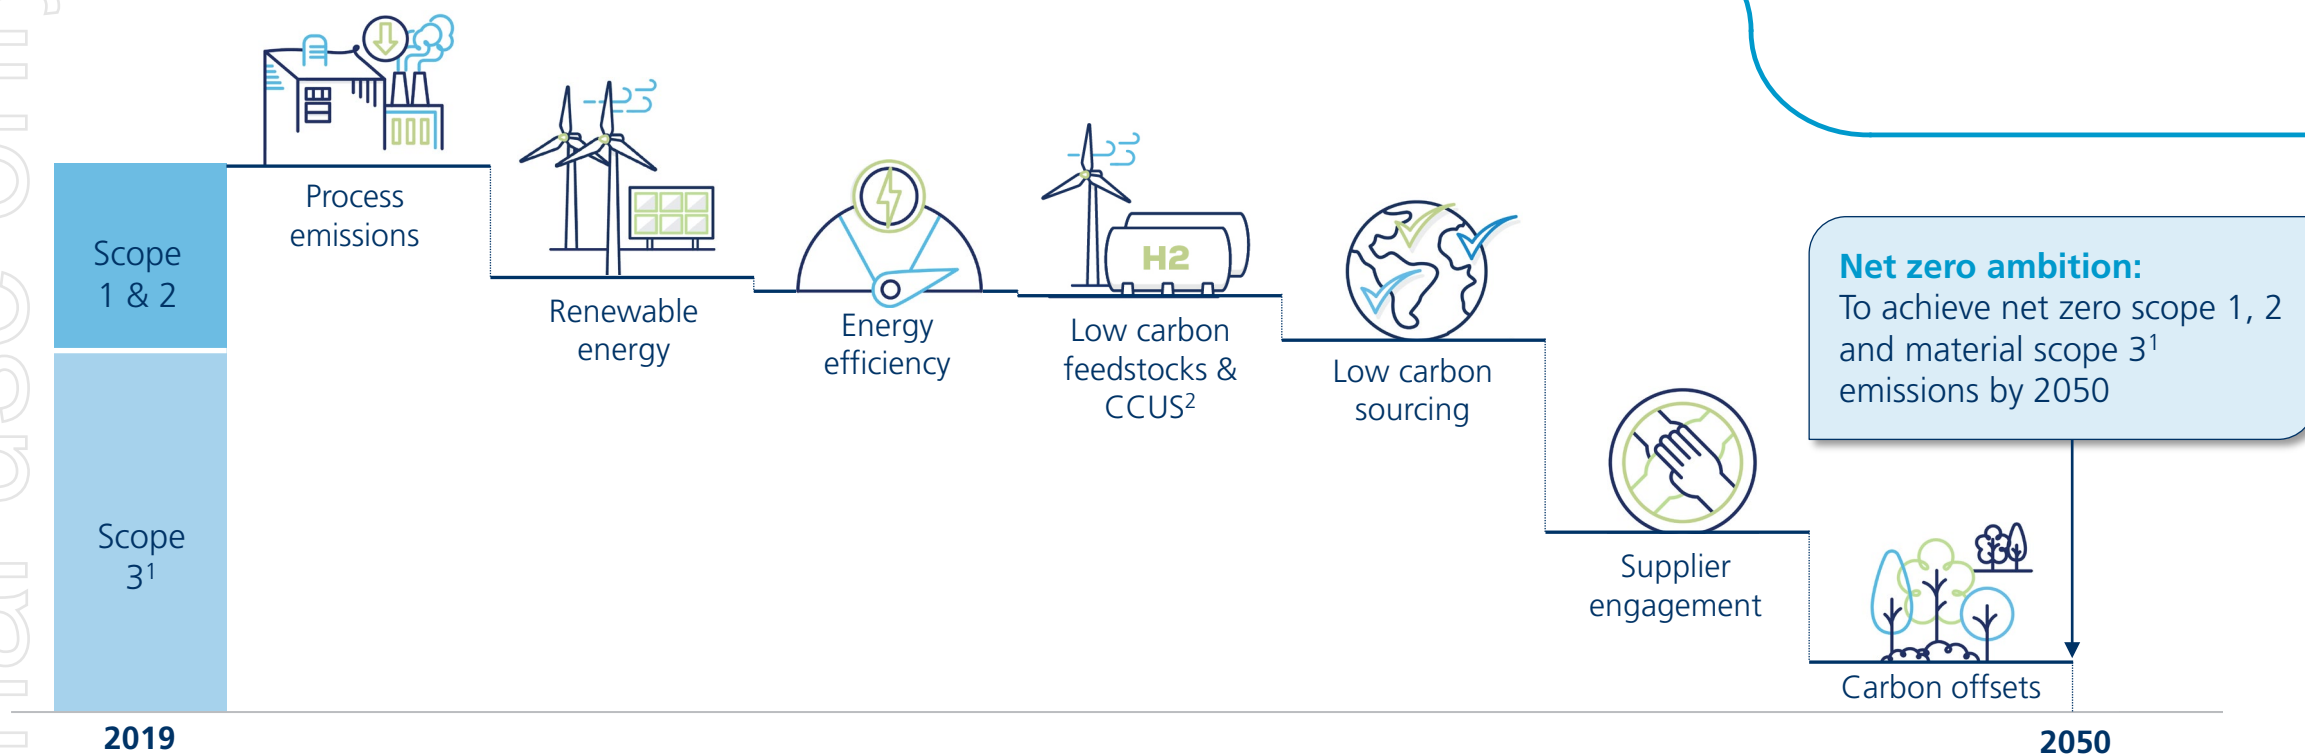 Process
emissions
Scope
1 & 2
Renewable
energy
Energy
efficiency
H2
Low carbon
feedstocks &
CCUS²
Low carbon
sourcing
Net zero ambition:
To achieve net zero scope 1, 2
and material scope 3¹
emissions by 2050
Scope
3¹
Supplier
engagement
Carbon offsets
2019
2050